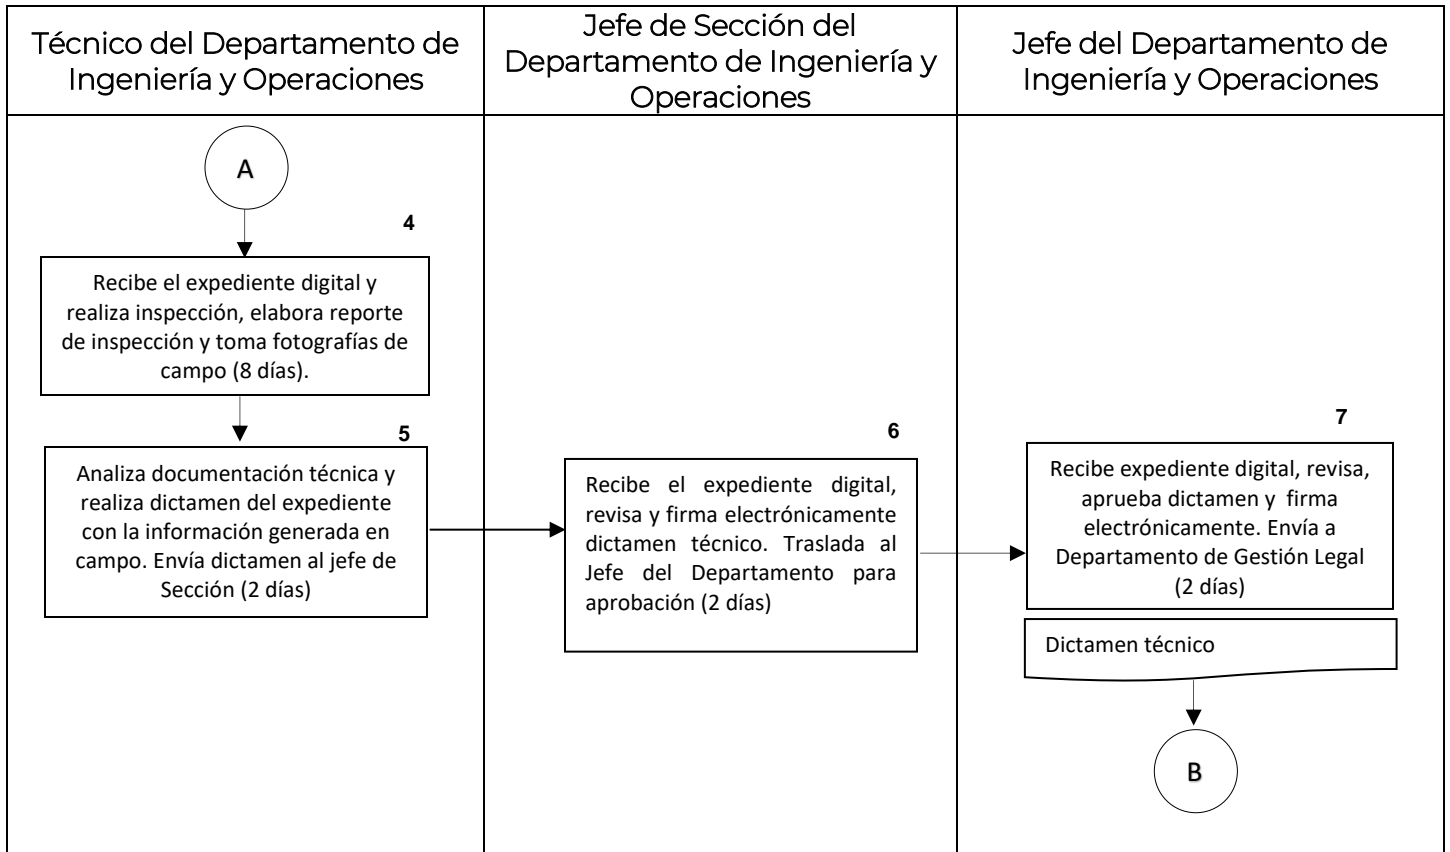 Técnico del Departamento de
Ingeniería y Operaciones
Jefe de Sección del
Departamento de Ingeniería y
Operaciones
Jefe del Departamento de
Ingeniería y Operaciones
A
4
Recibe el expediente digital y
realiza inspección, elabora reporte
de inspección y toma fotografías de
campo (8 días).
5
Analiza documentación técnica y
realiza dictamen del expediente
con la información generada en
campo. Envía dictamen al jefe de
Sección (2 días)
6
Recibe el expediente digital,
revisa y firma electrónicamente
dictamen técnico. Traslada al
Jefe del Departamento para
aprobación (2 días)
7
Recibe expediente digital, revisa,
aprueba dictamen y firma
electrónicamente. Envía a
Departamento de Gestión Legal
(2 días)
Dictamen técnico
B